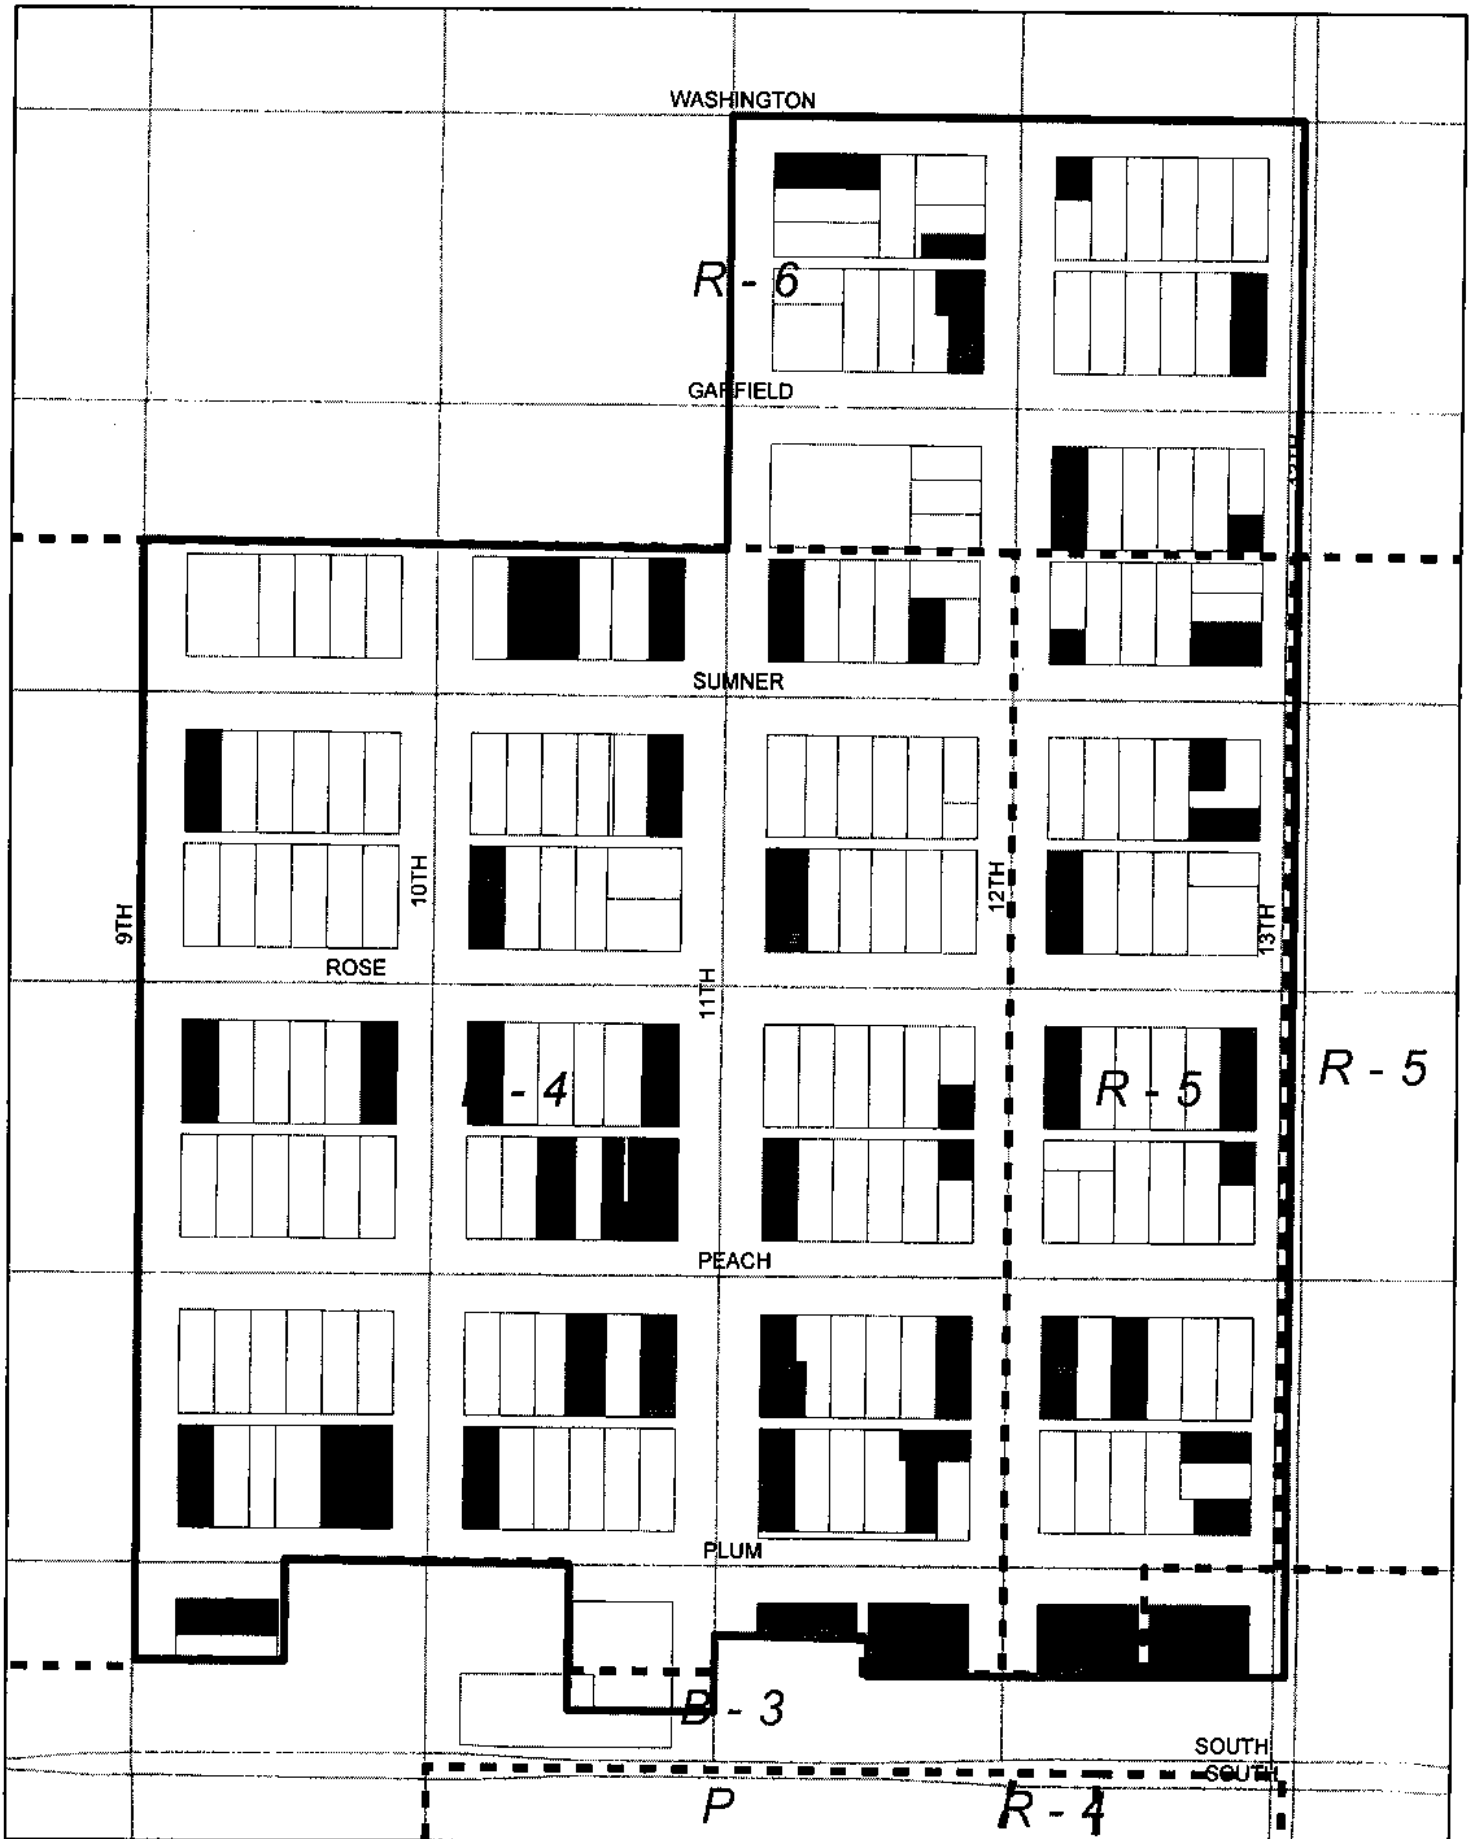 WASHINGTON
R - 6
GARFIELD
13TH
SUMNER
10TH
12TH
9TH
13TH
ROSE
11TH
- 4
R - 5
R - 5
PEACH
PLUM
B - 3
SOUTH
SOUTH
P
R - 4